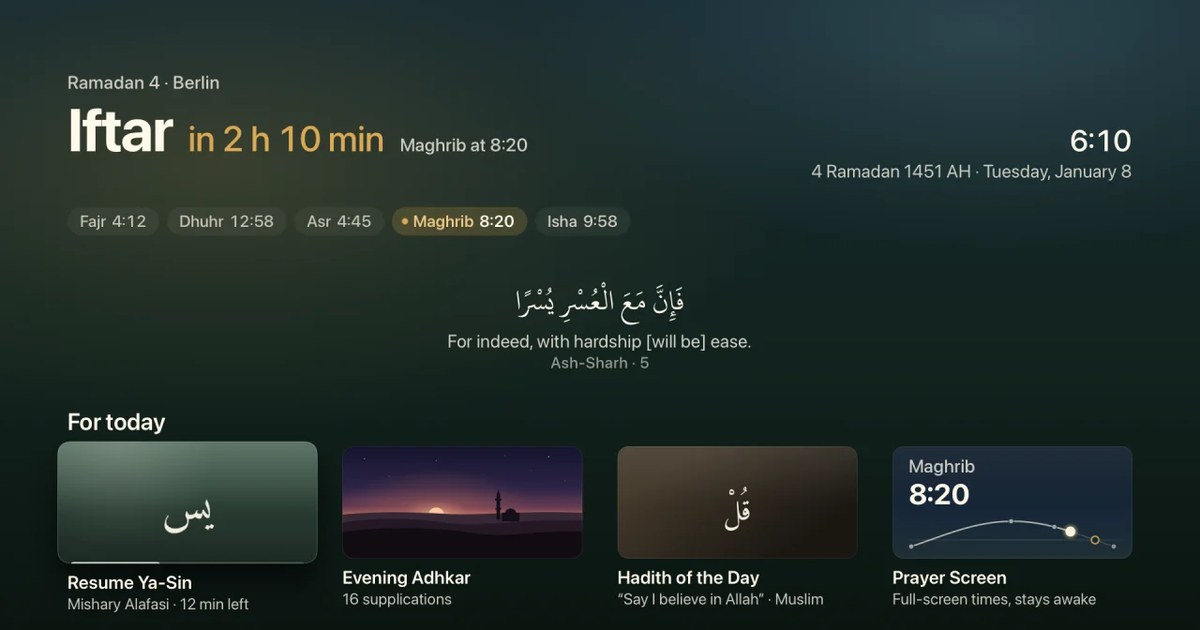 Ramadan 4 · Berlin
Iftar in 2 h 10 min Maghrib at 8:20
6:10
4 Ramadan 1451 AH · Tuesday, January 8
Fajr 4:12 Dhuhr 12:58 Asr 4:45 Maghrib 8:20 Isha 9:58
فَإِنَّ مَعَ الْعُسْرِ يُسْرًا
For indeed, with hardship [will be] ease.
Ash-Sharh · 5
For today
يس
Resume Ya-Sin
Mishary Alafasi · 12 min left
Evening Adhkar
16 supplications
قُلْ
Hadith of the Day
“Say I believe in Allah” · Muslim
Maghrib
8:20
Prayer Screen
Full-screen times, stays awake